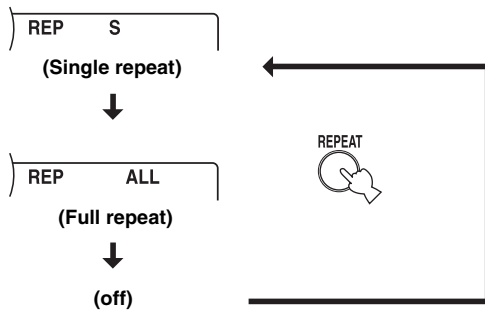 REP S
(Single repeat)
REPEAT
REP ALL
(Full repeat)
(off)